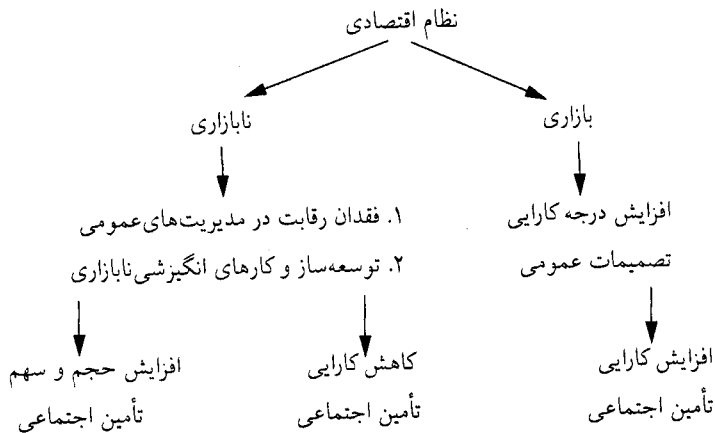 نظام اقتصادی
بازاری
نابازاری
افزایش درجه کارایی
تصمیمات عمومی
۱. فقدان رقابت در مدیریت‌های‌عمومی
۲. توسعه‌ساز و کارهای انگیزشی‌نابازاری
افزایش کارایی
تأمین اجتماعی
کاهش کارایی
تأمین اجتماعی
افزایش حجم و سهم
تأمین اجتماعی